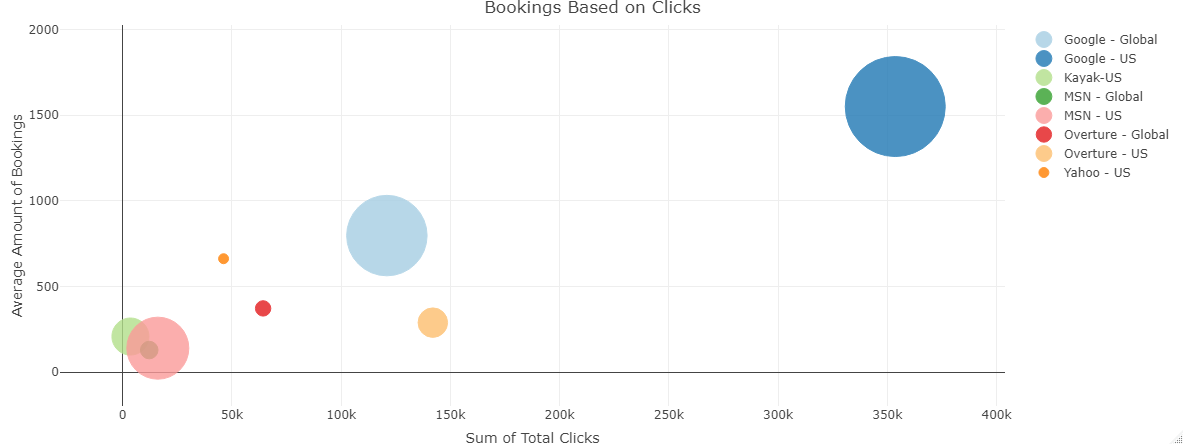 Bookings Based on Clicks
Average Amount of Bookings
2000
1500
1000
500
0
0
50k
100k
150k
200k
250k
300k
350k
400k
Sum of Total Clicks
Google - Global
Google - US
Kayak-US
MSN - Global
MSN - US
Overture - Global
Overture - US
Yahoo - US